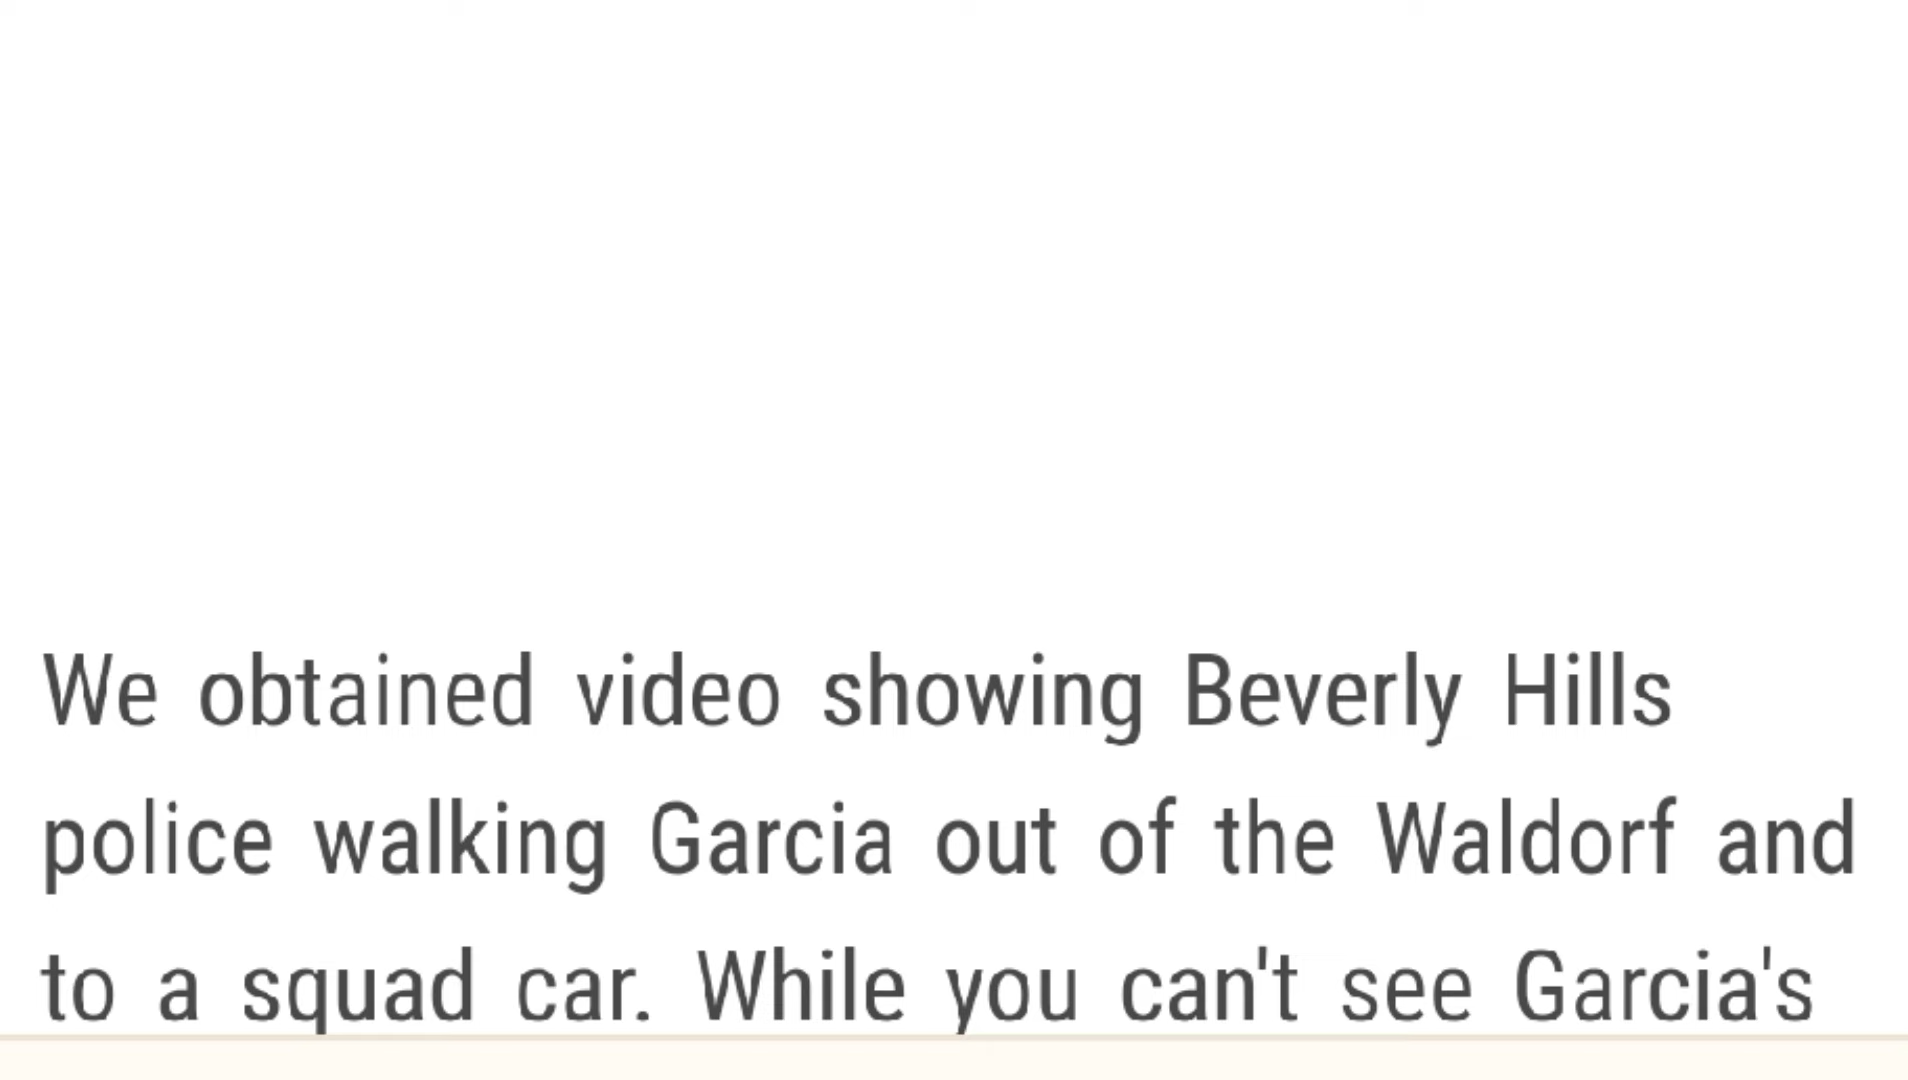 We obtained video showing Beverly Hills
police walking Garcia out of the Waldorf and
to a squad car. While you can't see Garcia's